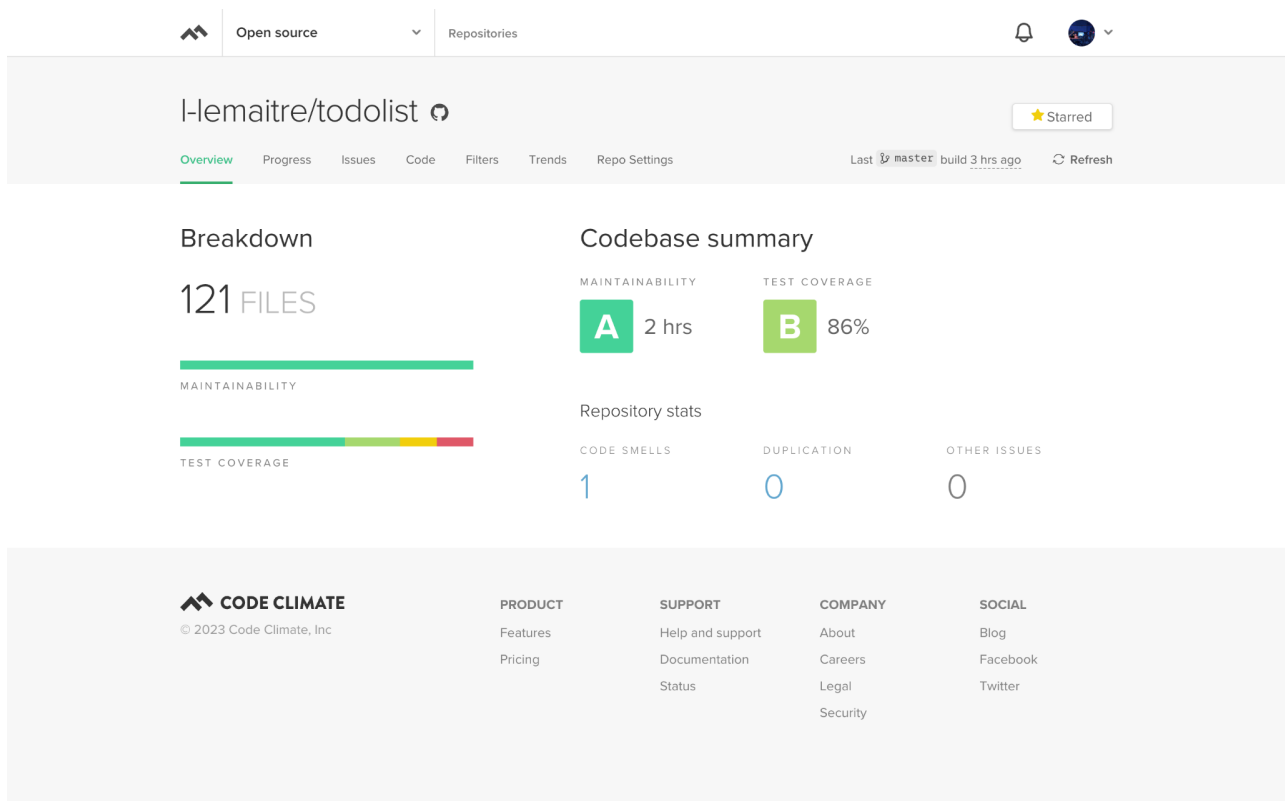 Open source Repositories
l-lemaitre/todolist
Starred
Overview Progress Issues Code Filters Trends Repo Settings Last master build 3 hrs ago Refresh
Breakdown
121 FILES
MAINTAINABILITY
TEST COVERAGE
Codebase summary
MAINTAINABILITY TEST COVERAGE
A 2 hrs B 86%
Repository stats
CODE SMELLS DUPLICATION OTHER ISSUES
1 0 0
CODE CLIMATE
© 2023 Code Climate, Inc
PRODUCT
Features
Pricing
SUPPORT
Help and support
Documentation
Status
COMPANY
About
Careers
Legal
Security
SOCIAL
Blog
Facebook
Twitter